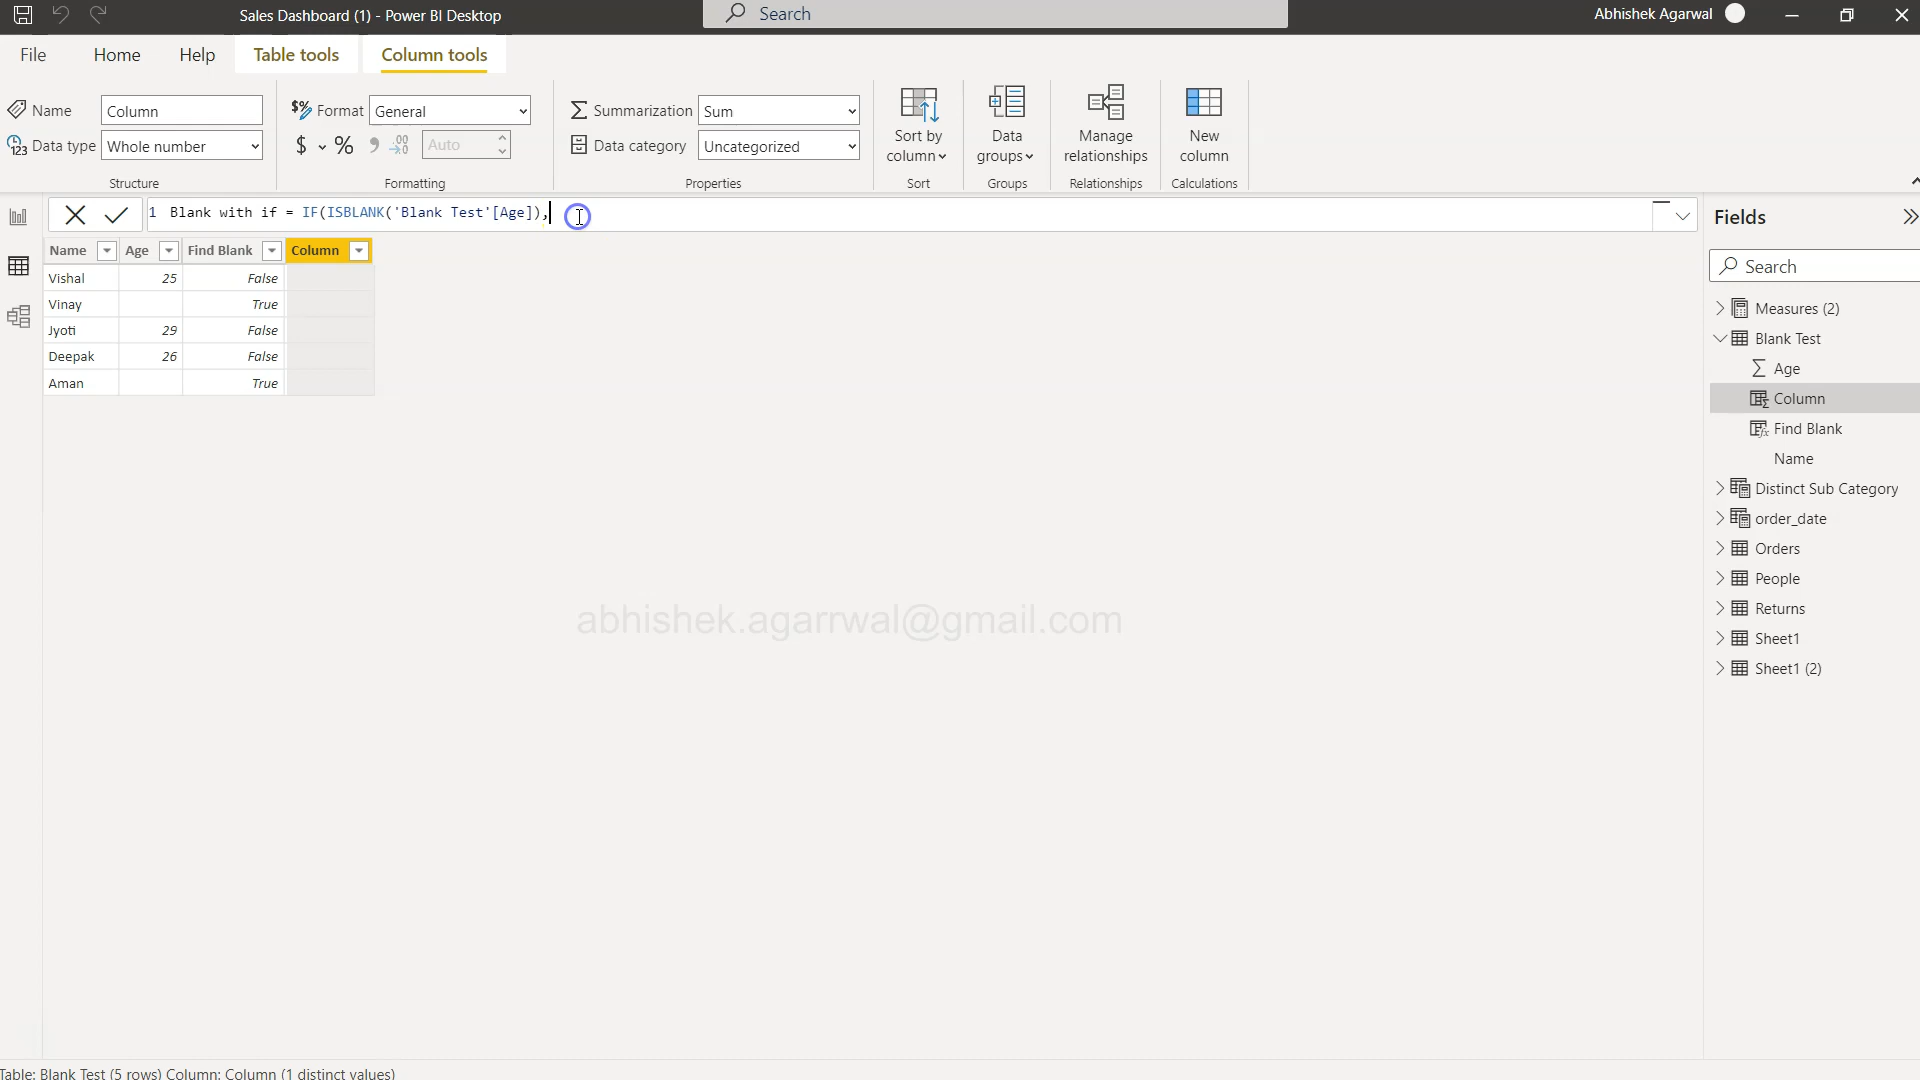 Sales Dashboard (1) - Power BI Desktop
Search
Abhishek Agarwal
File Home Help Table tools Column tools
Name Column
Data type Whole number
Structure
Format General
$ % Auto
Formatting
Summarization Sum
Data category Uncategorized
Properties
Sort by
column
Sort
Data
groups
Groups
Manage
relationships
Relationships
New
column
Calculations
1 Blank with if = IF(ISBLANK('Blank Test'[Age]),
Name Age Find Blank Column
Vishal 25 False
Vinay True
Jyoti 29 False
Deepak 26 False
Aman True
abhishek.agarrwal@gmail.com
Fields
Search
Measures (2)
Blank Test
Age
Column
Find Blank
Name
Distinct Sub Category
order_date
Orders
People
Returns
Sheet1
Sheet1 (2)
Table: Blank Test (5 rows) Column: Column (1 distinct values)